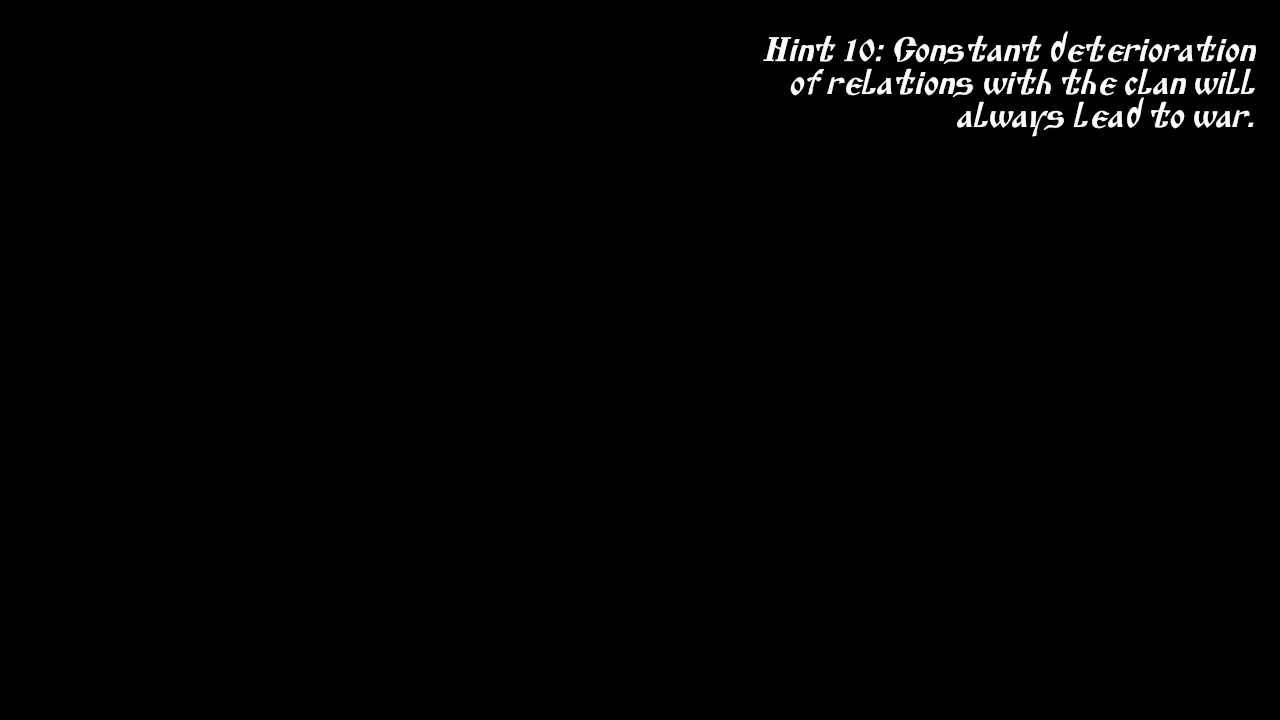 Hint 10: Constant deterioration
of relations with the clan will
always lead to war.